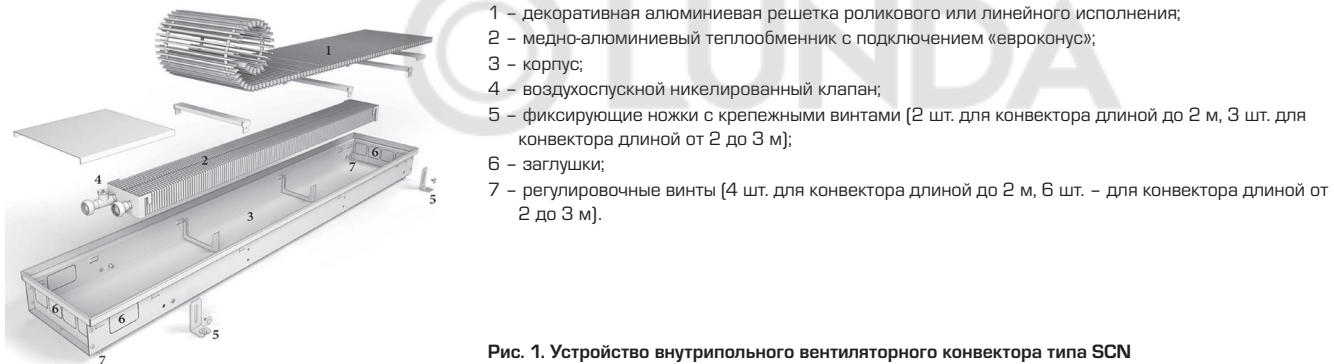 LUNDA
1 – декоративная алюминиевая решетка роликового или линейного исполнения;
2 – медно-алюминиевый теплообменник с подключением «евроконус»;
3 – корпус;
4 – воздухоспускной никелированный клапан;
5 – фиксирующие ножки с крепежными винтами (2 шт. для конвектора длиной до 2 м, 3 шт. для
конвектора длиной от 2 до 3 м);
6 – заглушки;
7 – регулировочные винты (4 шт. для конвектора длиной до 2 м, 6 шт. – для конвектора длиной от
2 до 3 м).
1
2
4
7
6
5
3
6
6
5
7
Рис. 1. Устройство внутрипольного вентиляторного конвектора типа SCN